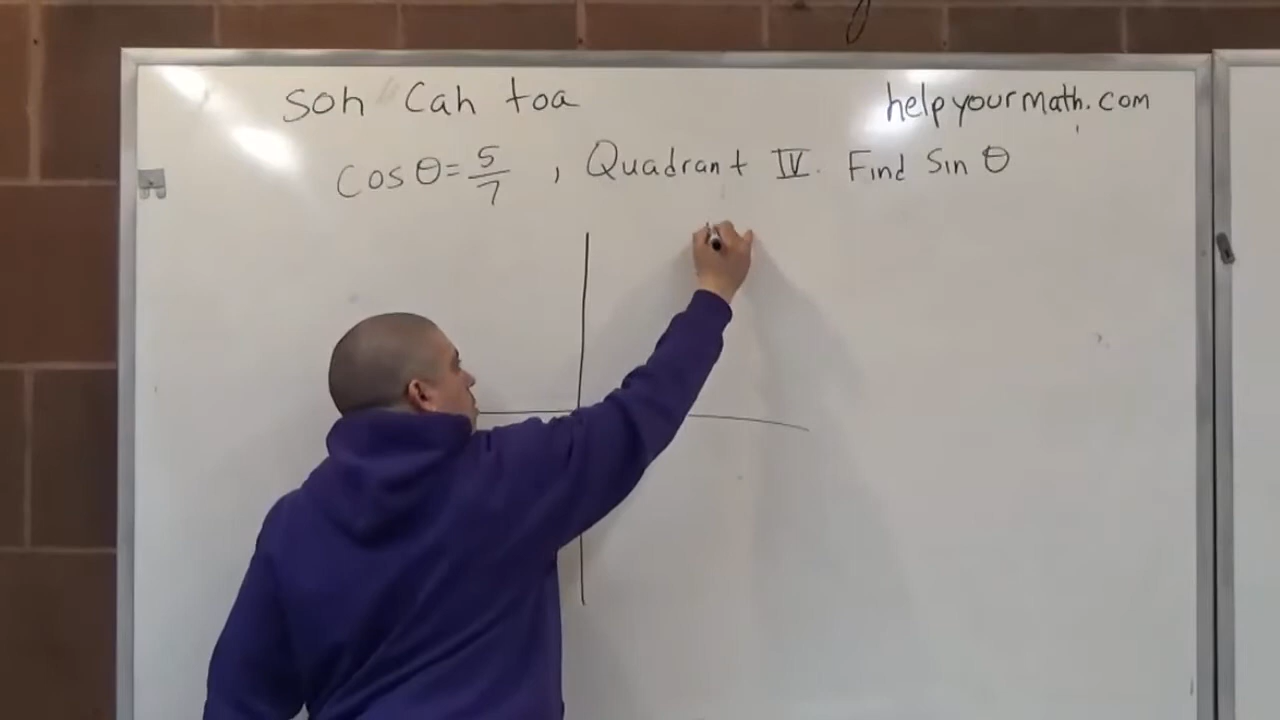 Soh Cah toa
helpyourmath.com
Cos θ = 5/7 , Quadrant IV. Find Sin θ